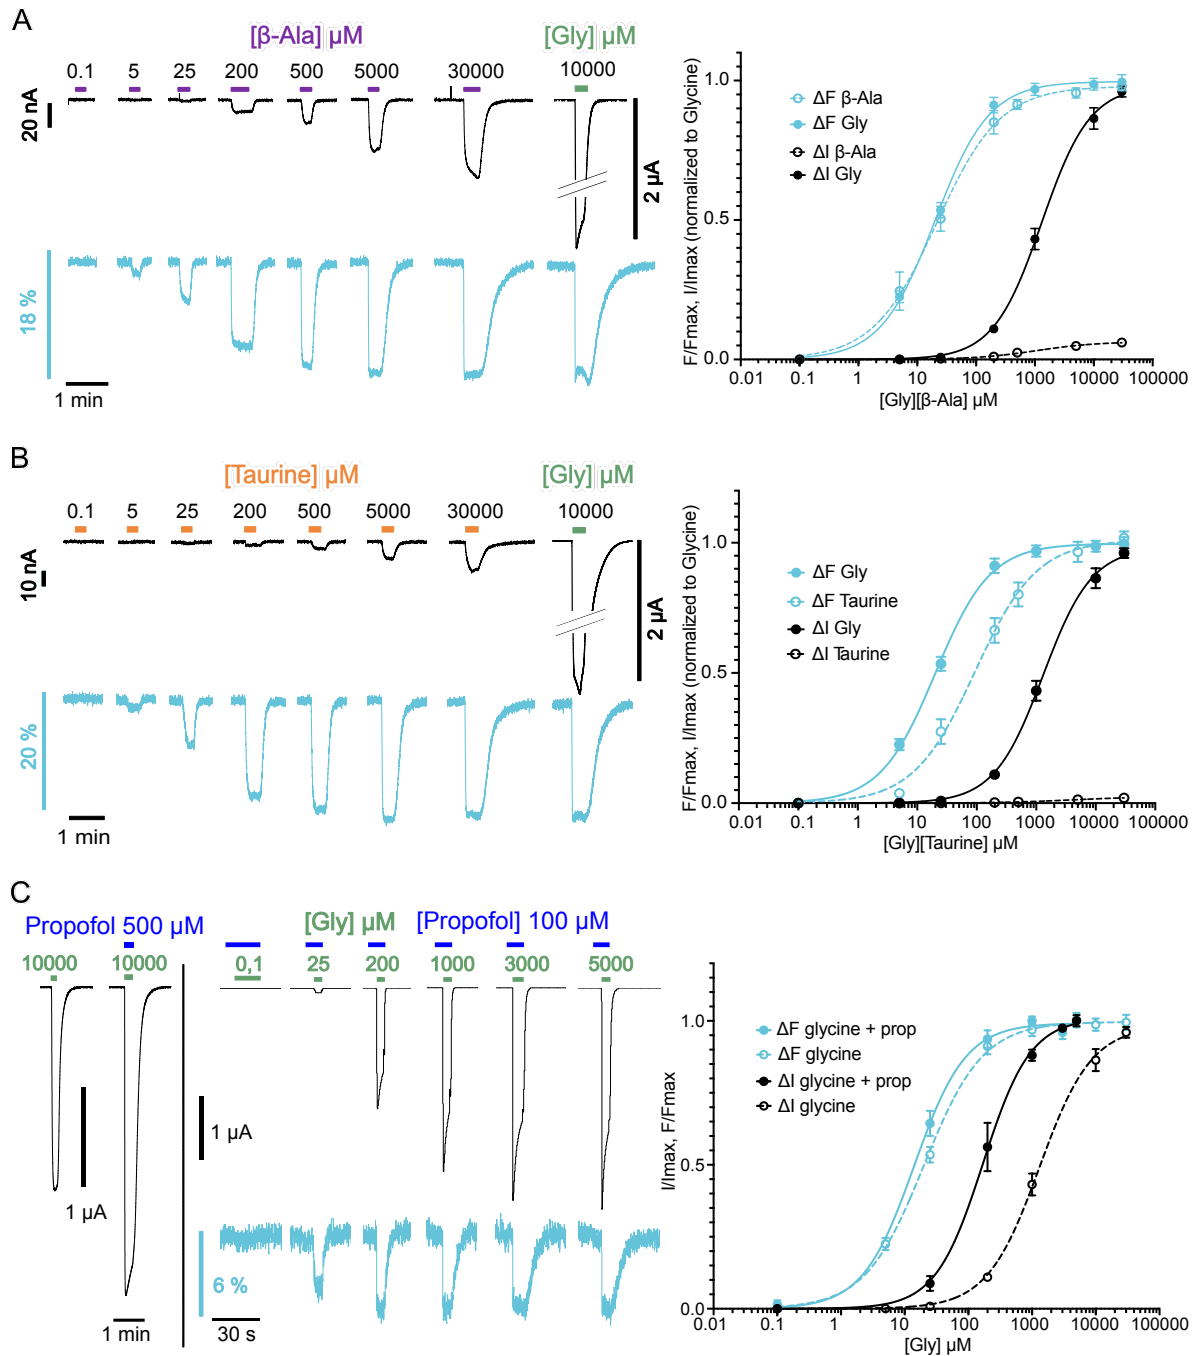 A
[β-Ala] µM [Gly] µM
0.1 5 25 200 500 5000 30000 10000
20 nA
2 µA
18 %
1 min
F/Fmax, I/Imax (normalized to Glycine)
1.0
0.5
0.0
ΔF β-Ala
ΔF Gly
ΔI β-Ala
ΔI Gly
0.01 0.1 1 10 100 1000 10000 100000
[Gly][β-Ala] µM
B
[Taurine] µM [Gly] µM
0.1 5 25 200 500 5000 30000 10000
10 nA
2 µA
20 %
1 min
F/Fmax, I/Imax (normalized to Glycine)
1.0
0.5
0.0
ΔF Gly
ΔF Taurine
ΔI Gly
ΔI Taurine
0.01 0.1 1 10 100 1000 10000 100000
[Gly][Taurine] µM
C
Propofol 500 µM [Gly] µM [Propofol] 100 µM
10000 10000 0,1 25 200 1000 3000 5000
1 µA
1 µA
6 %
1 min
30 s
I/Imax, F/Fmax
1.0
0.5
0.0
ΔF glycine + prop
ΔF glycine
ΔI glycine + prop
ΔI glycine
0.01 0.1 1 10 100 1000 10000 100000
[Gly] µM